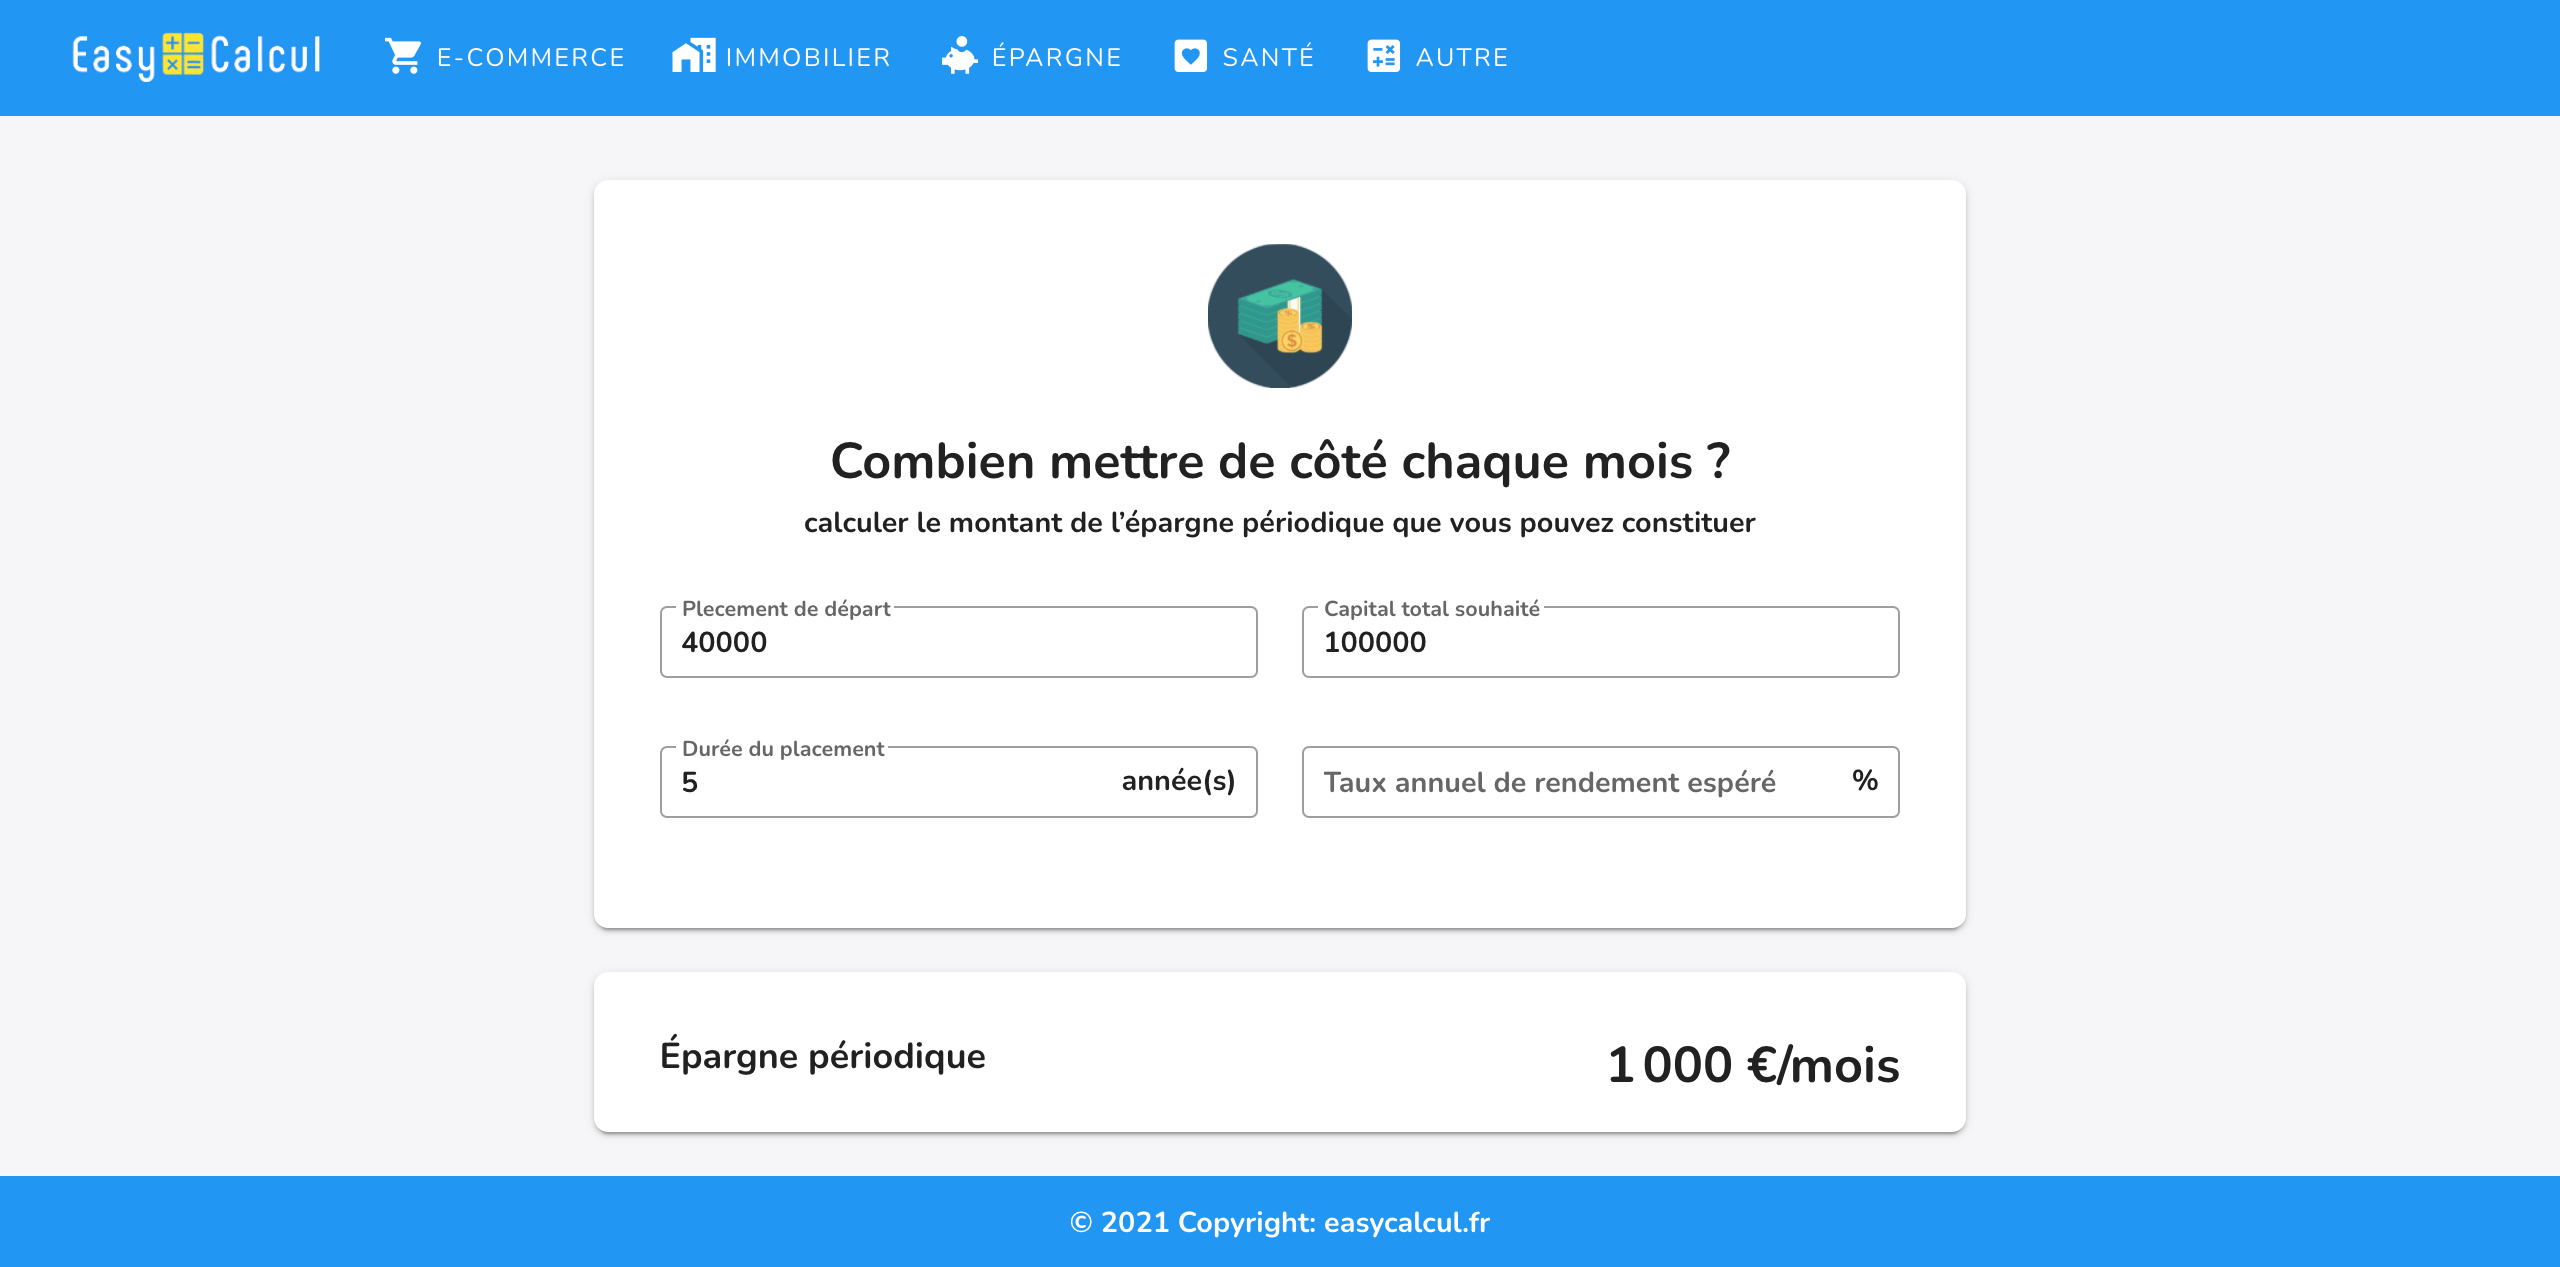 Easy Calcul E-COMMERCE IMMOBILIER ÉPARGNE SANTÉ AUTRE
Combien mettre de côté chaque mois ?
calculer le montant de l’épargne périodique que vous pouvez constituer
Plecement de départ
40000
Capital total souhaité
100000
Durée du placement
5 année(s)
Taux annuel de rendement espéré %
Épargne périodique 1 000 €/mois
© 2021 Copyright: easycalcul.fr